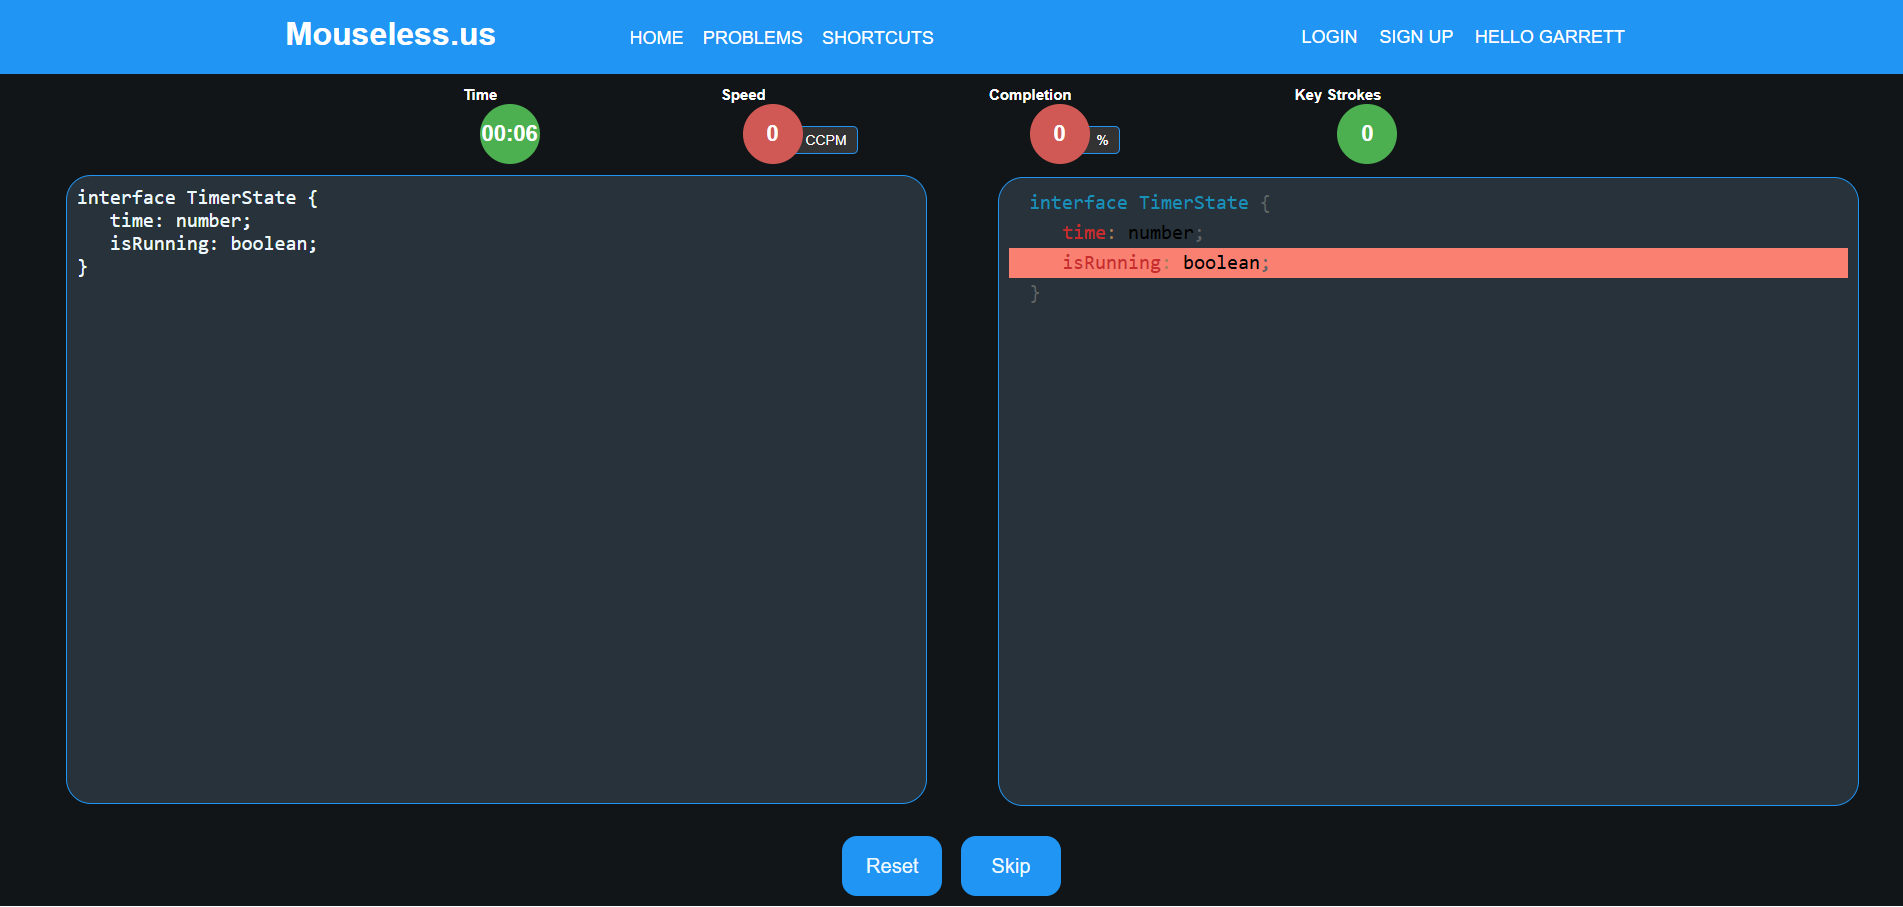 Mouseless.us HOME PROBLEMS SHORTCUTS LOGIN SIGN UP HELLO GARRETT
Time Speed Completion Key Strokes
00:06 0 CCPM 0 % 0
interface TimerState {
   time: number;
   isRunning: boolean;
}
interface TimerState {
   time: number;
   isRunning: boolean;
}
Reset Skip